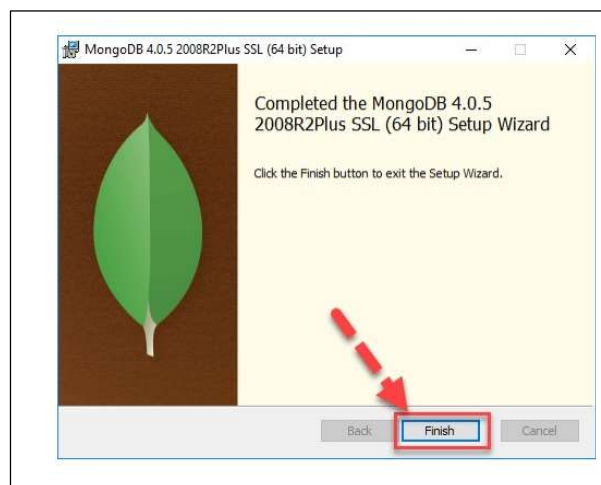 MongoDB 4.0.5 2008R2Plus SSL (64 bit) Setup
Completed the MongoDB 4.0.5
2008R2Plus SSL (64 bit) Setup Wizard
Click the Finish button to exit the Setup Wizard.
Back Finish Cancel